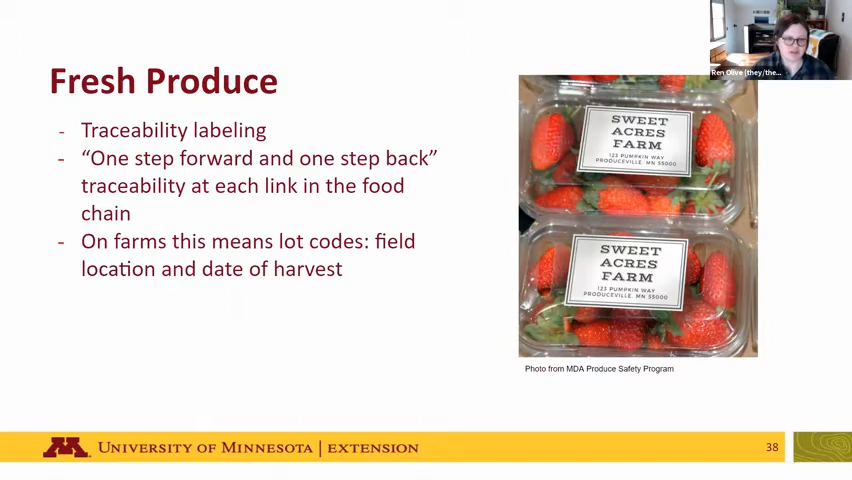 Ren Olive (they/the...
Fresh Produce
- Traceability labeling
- “One step forward and one step back”
traceability at each link in the food
chain
- On farms this means lot codes: field
location and date of harvest
SWEET
ACRES
FARM
123 PUMPKIN WAY
PRODUCEVILLE, MN 55000
SWEET
ACRES
FARM
123 PUMPKIN WAY
PRODUCEVILLE, MN 55000
Photo from MDA Produce Safety Program
M
UNIVERSITY OF MINNESOTA | EXTENSION
38